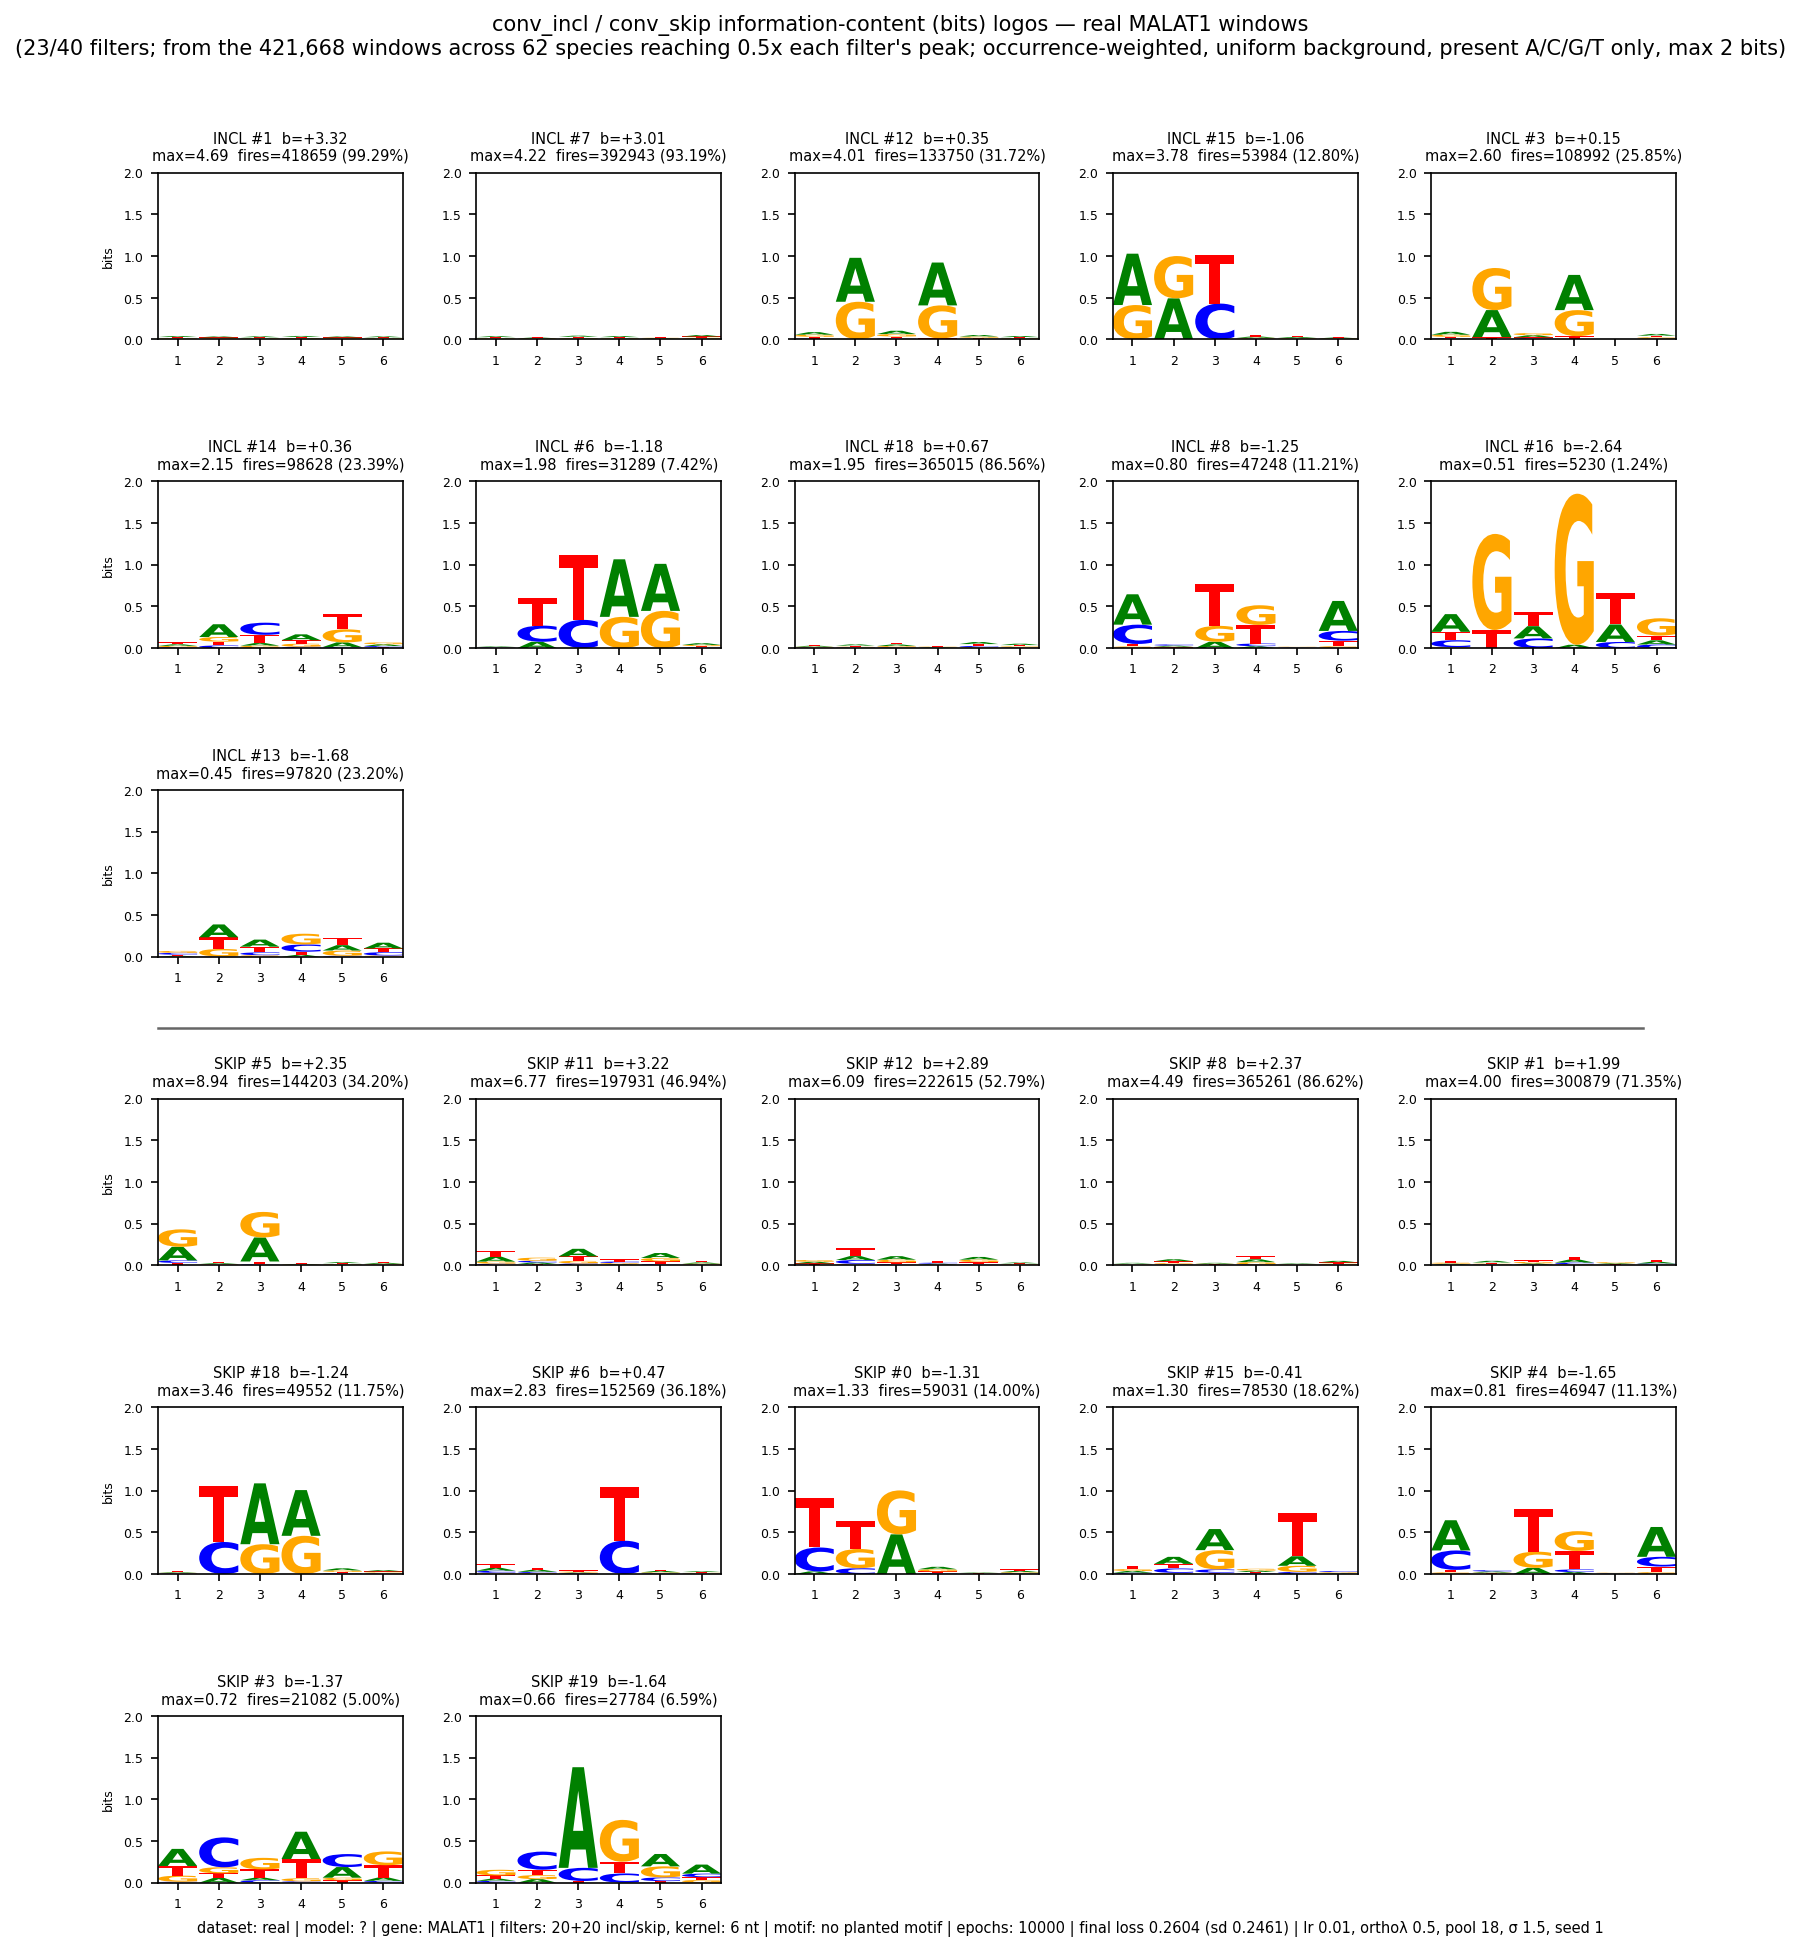 conv_incl / conv_skip information-content (bits) logos — real MALAT1 windows
(23/40 filters; from the 421,668 windows across 62 species reaching 0.5x each filter's peak; occurrence-weighted, uniform background, present A/C/G/T only, max 2 bits)
INCL #1 b=+3.32
max=4.69 fires=418659 (99.29%)
INCL #7 b=+3.01
max=4.22 fires=392943 (93.19%)
INCL #12 b=+0.35
max=4.01 fires=133750 (31.72%)
INCL #15 b=-1.06
max=3.78 fires=53984 (12.80%)
INCL #3 b=+0.15
max=2.60 fires=108992 (25.85%)
INCL #14 b=+0.36
max=2.15 fires=98628 (23.39%)
INCL #6 b=-1.18
max=1.98 fires=31289 (7.42%)
INCL #18 b=+0.67
max=1.95 fires=365015 (86.56%)
INCL #8 b=-1.25
max=0.80 fires=47248 (11.21%)
INCL #16 b=-2.64
max=0.51 fires=5230 (1.24%)
INCL #13 b=-1.68
max=0.45 fires=97820 (23.20%)
SKIP #5 b=+2.35
max=8.94 fires=144203 (34.20%)
SKIP #11 b=+3.22
max=6.77 fires=197931 (46.94%)
SKIP #12 b=+2.89
max=6.09 fires=222615 (52.79%)
SKIP #8 b=+2.37
max=4.49 fires=365261 (86.62%)
SKIP #1 b=+1.99
max=4.00 fires=300879 (71.35%)
SKIP #18 b=-1.24
max=3.46 fires=49552 (11.75%)
SKIP #6 b=+0.47
max=2.83 fires=152569 (36.18%)
SKIP #0 b=-1.31
max=1.33 fires=59031 (14.00%)
SKIP #15 b=-0.41
max=1.30 fires=78530 (18.62%)
SKIP #4 b=-1.65
max=0.81 fires=46947 (11.13%)
SKIP #3 b=-1.37
max=0.72 fires=21082 (5.00%)
SKIP #19 b=-1.64
max=0.66 fires=27784 (6.59%)
dataset: real | model: ? | gene: MALAT1 | filters: 20+20 incl/skip, kernel: 6 nt | motif: no planted motif | epochs: 10000 | final loss 0.2604 (sd 0.2461) | lr 0.01, orthoλ 0.5, pool 18, σ 1.5, seed 1